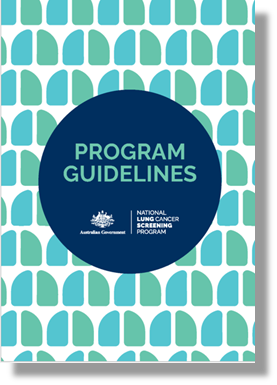 PROGRAM
GUIDELINES
Australian Government
NATIONAL
LUNG CANCER
SCREENING
PROGRAM